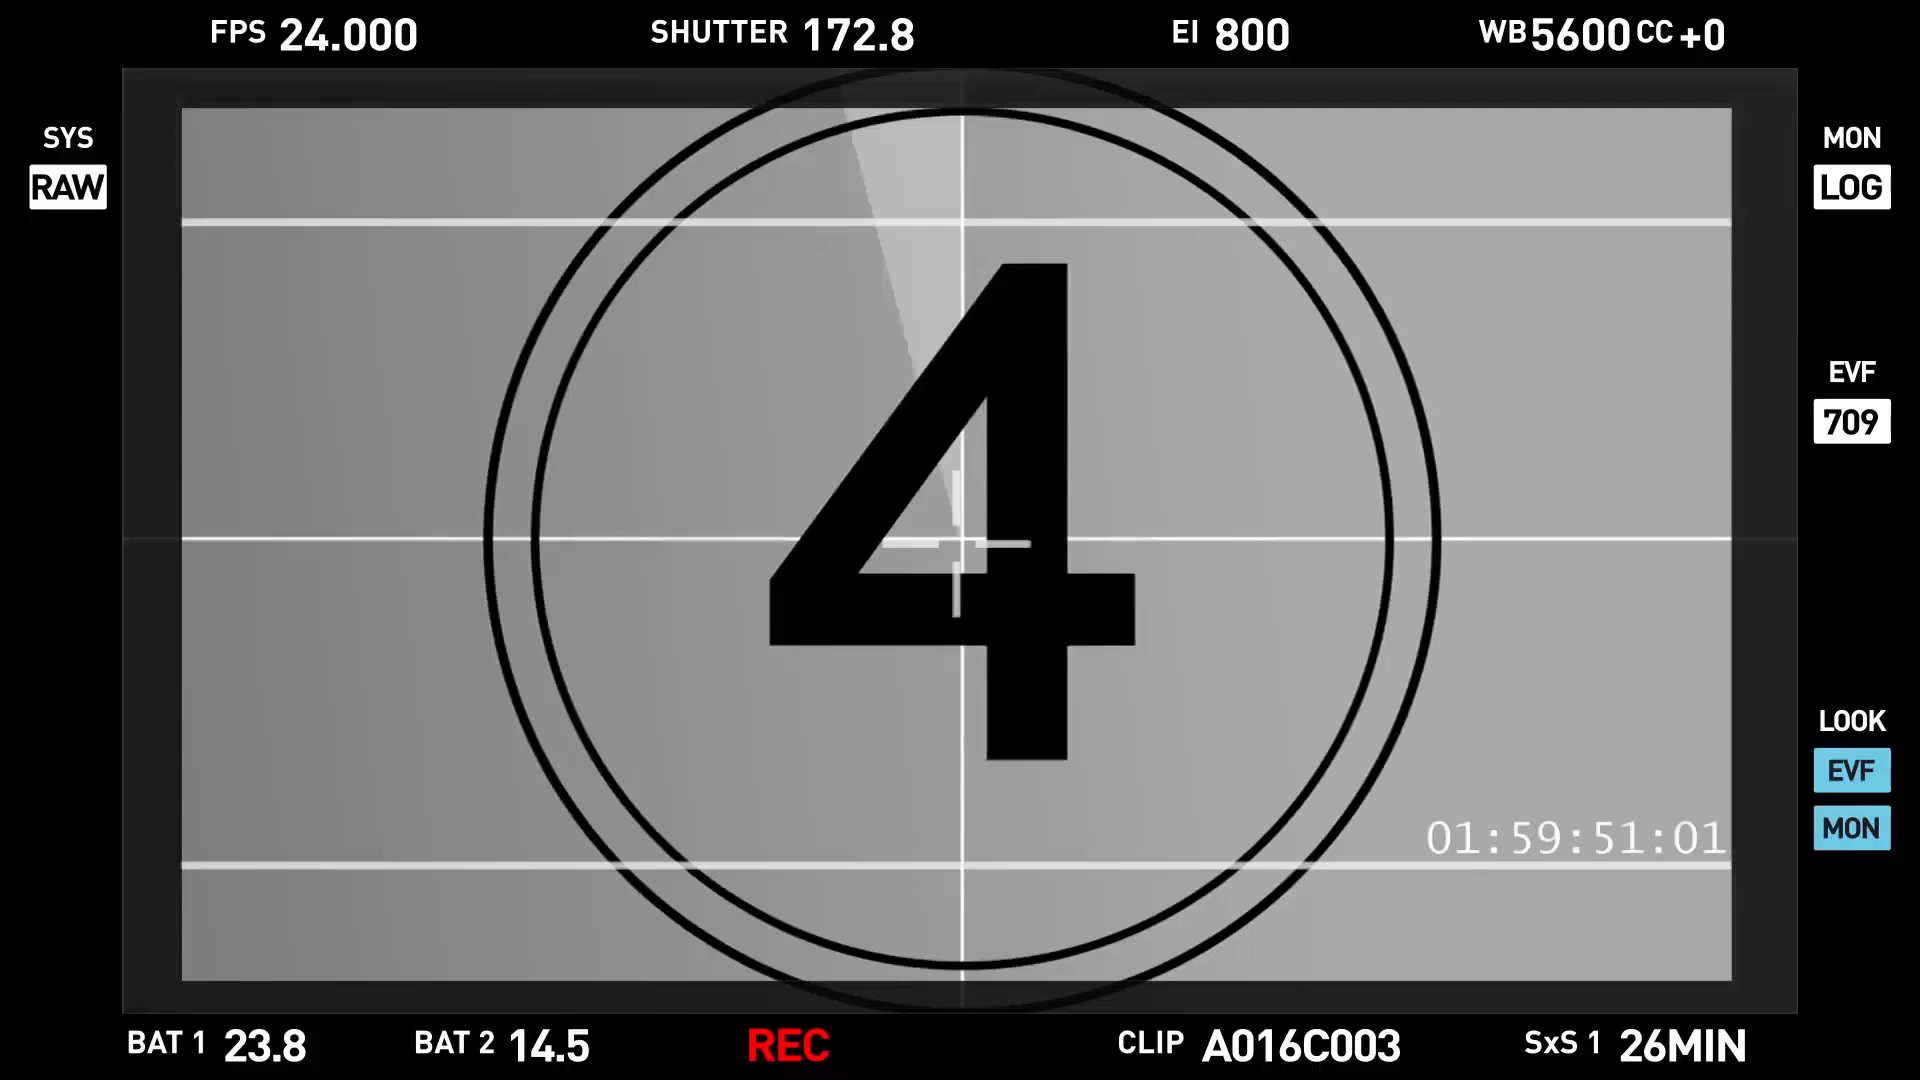 FPS 24.000 SHUTTER 172.8 EI 800 WB 5600 CC +0
SYS
RAW
MON
LOG
EVF
709
4
LOOK
EVF
MON
01:59:51:01
BAT 1 23.8 BAT 2 14.5 REC CLIP A016C003 SxS 1 26MIN